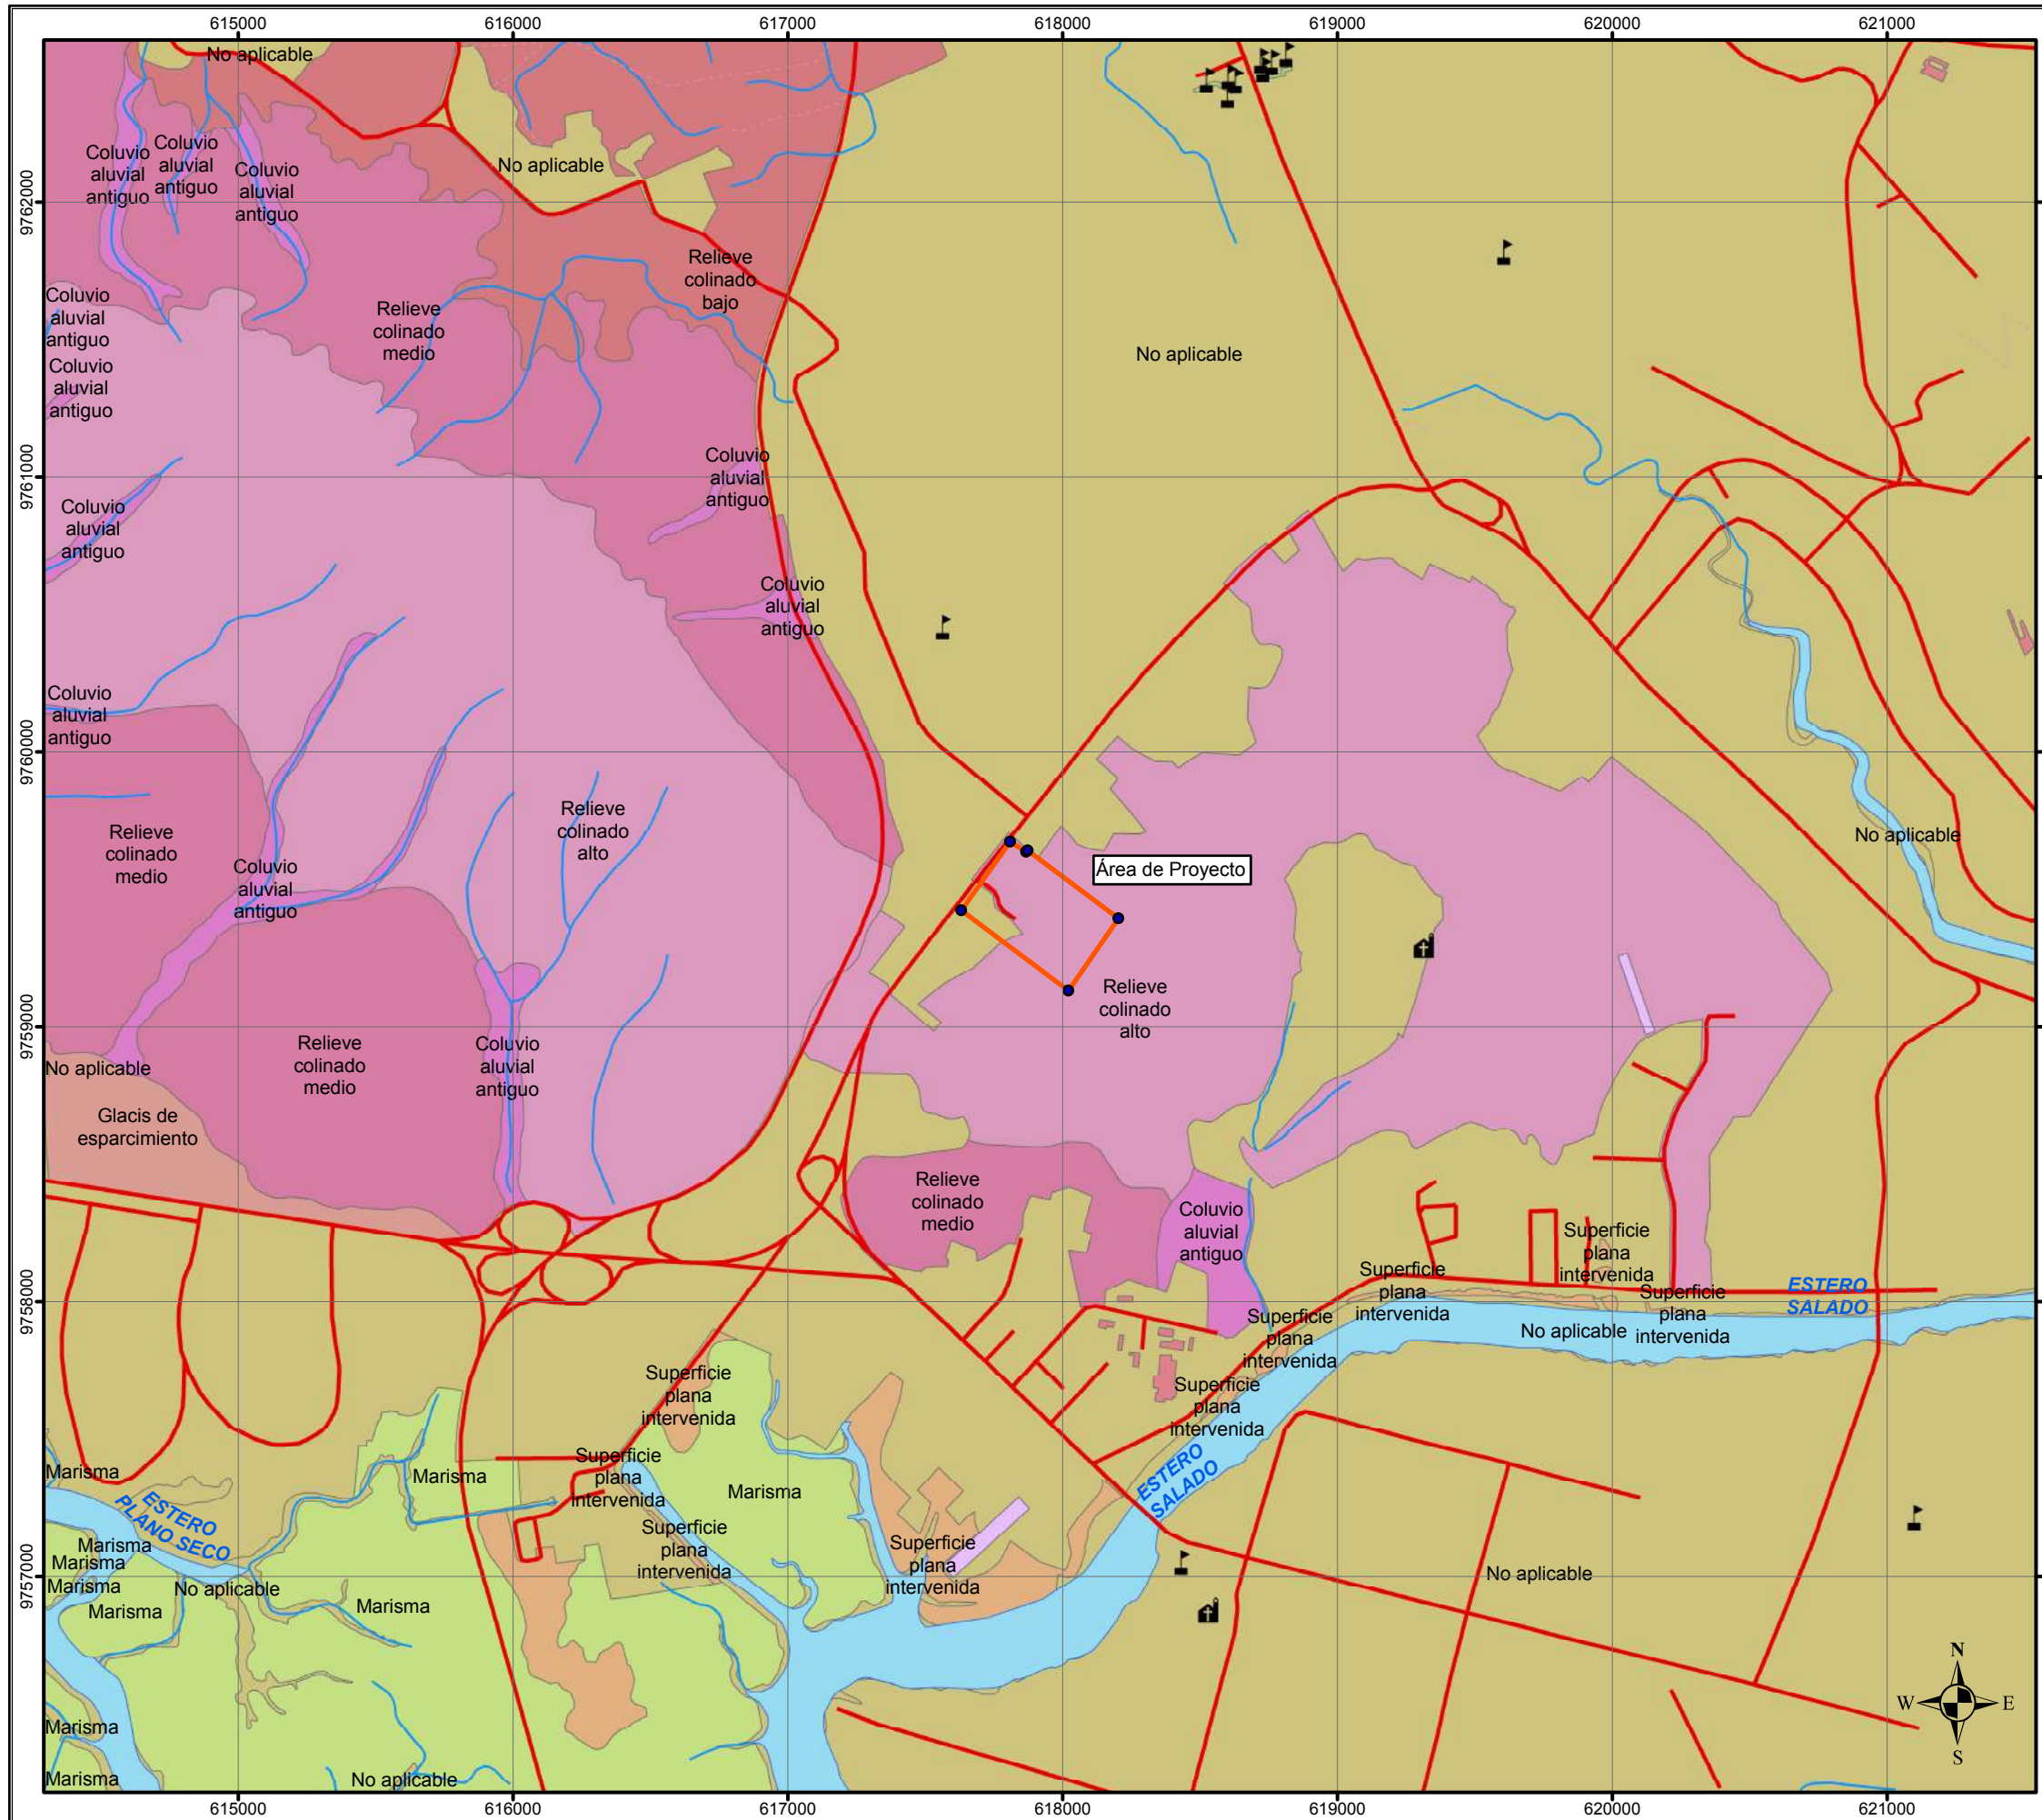 615000
616000
617000
618000
619000
620000
621000
9762000
9761000
9760000
9759000
9758000
9757000
No aplicable
Coluvio
aluvial
antiguo
Coluvio
aluvial
antiguo
Coluvio
aluvial
antiguo
No aplicable
Relieve
colinado
bajo
Coluvio
aluvial
antiguo
Relieve
colinado
medio
No aplicable
Coluvio
aluvial
antiguo
Coluvio
aluvial
antiguo
Coluvio
aluvial
antiguo
Coluvio
aluvial
antiguo
Coluvio
aluvial
antiguo
Relieve
colinado
medio
Relieve
colinado
alto
No aplicable
Área de Proyecto
Coluvio
aluvial
antiguo
Relieve
colinado
alto
Relieve
colinado
medio
Coluvio
aluvial
antiguo
No aplicable
Glacis de
esparcimiento
Relieve
colinado
medio
Coluvio
aluvial
antiguo
Superficie
plana
intervenida
Superficie
plana
intervenida
Superficie
plana
intervenida
ESTERO
SALADO
Superficie
plana
intervenida
No aplicable
Superficie
plana
intervenida
Superficie
plana
intervenida
Marisma
Marisma
Superficie
plana
intervenida
Marisma
ESTERO
SALADO
ESTERO
PLANO SECO
Superficie
plana
intervenida
Superficie
plana
intervenida
Marisma
Marisma
Marisma
No aplicable
No aplicable
Marisma
Marisma
Marisma
Marisma
No aplicable
N
W
E
S
615000
616000
617000
618000
619000
620000
621000